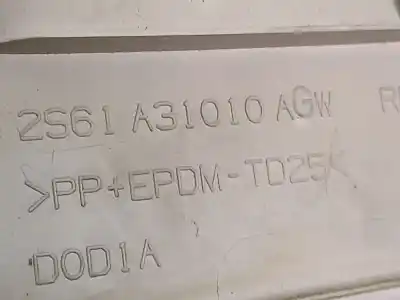 2S61 A31010 AGW R
>PP+EPDM-TD25<
DOD1A